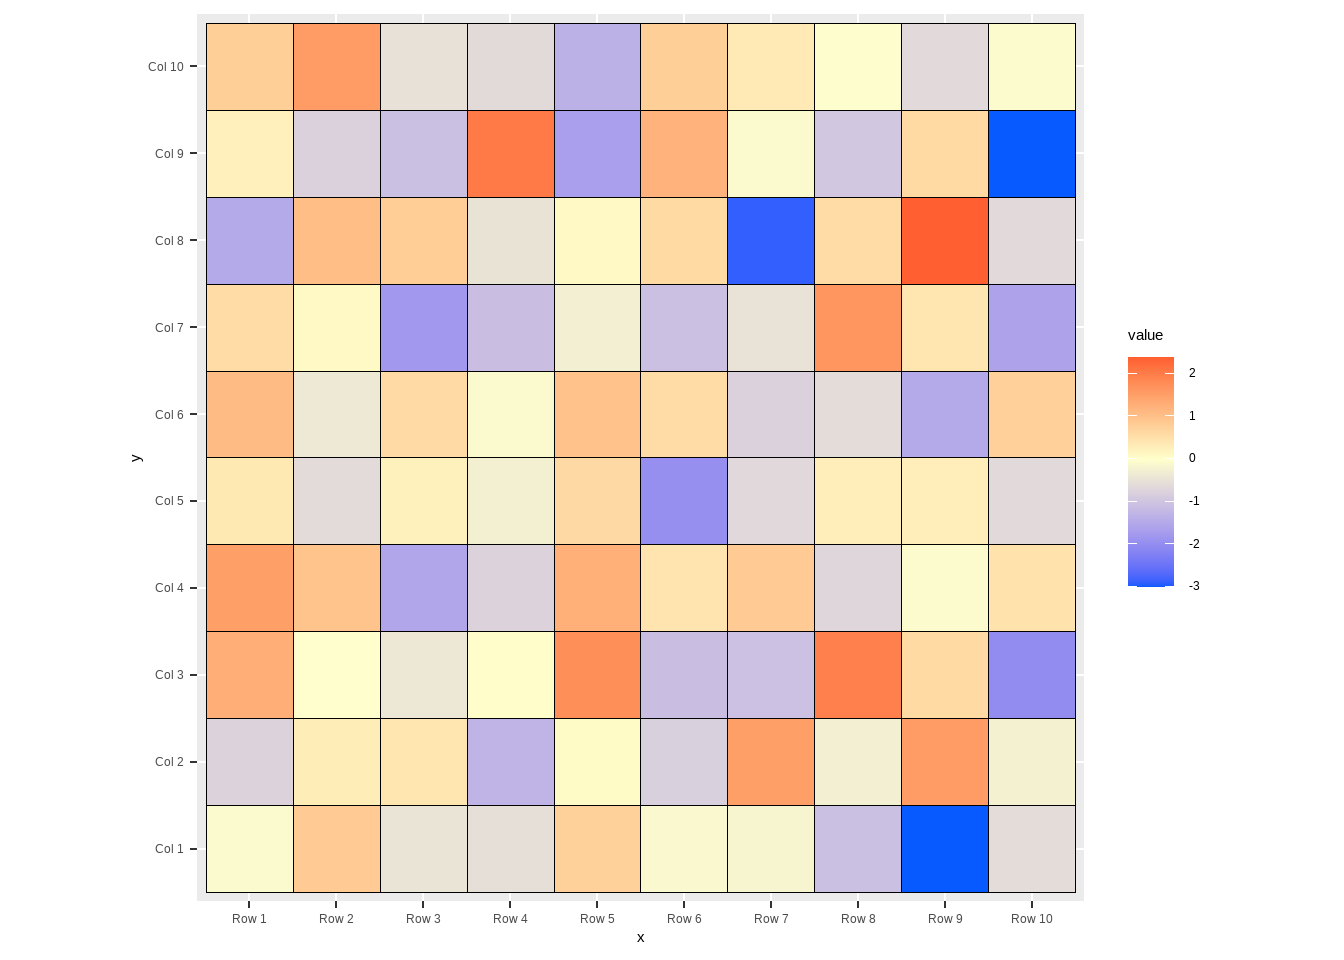 Col 10
Col 9
Col 8
Col 7
Col 6
Col 5
Col 4
Col 3
Col 2
Col 1
y
Row 1 Row 2 Row 3 Row 4 Row 5 Row 6 Row 7 Row 8 Row 9 Row 10
x
value
2
1
0
-1
-2
-3